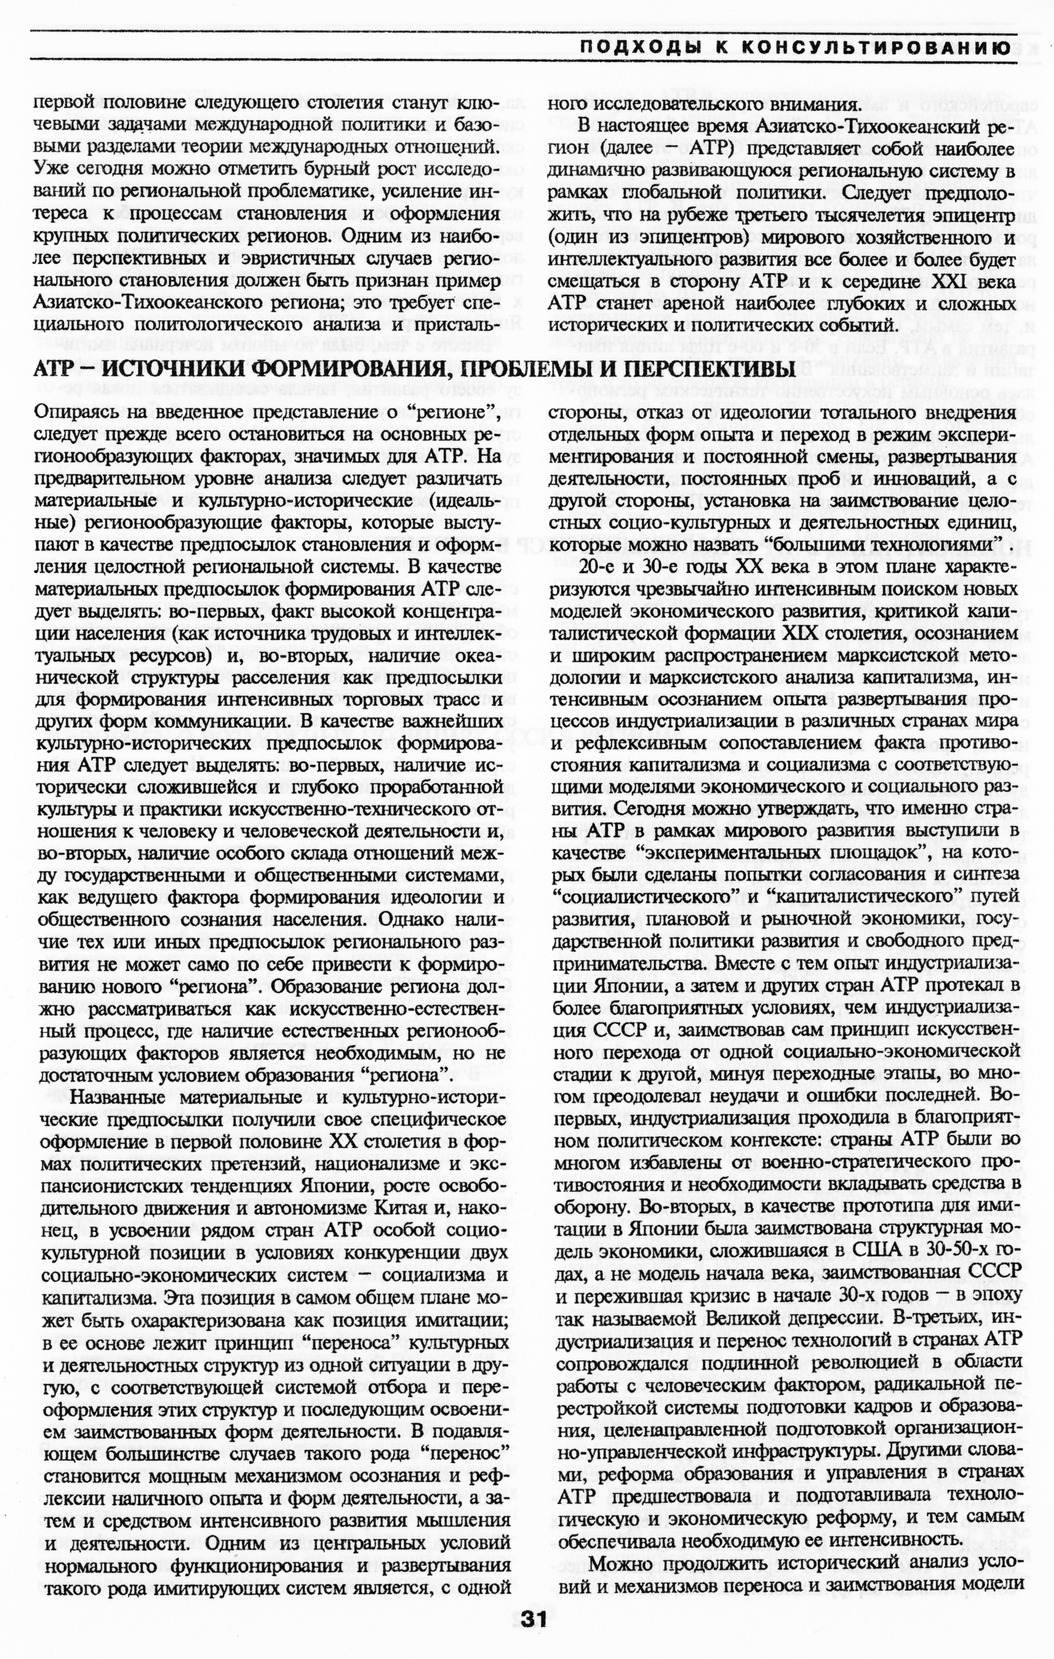 ПОДХОДЫ К КОНСУЛЬТИРОВАНИЮ
первой половине следующего столетия станут клю-
чевыми задачами международной политики и базо-
выми разделами теории международных отношений.
Уже сегодня можно отметить бурный рост исследо-
ваний по региональной проблематике, усиление ин-
тереса к процессам становления и оформления
крупных политических регионов. Одним из наибо-
лее перспективных и эвристичных случаев регио-
нального становления должен быть признан пример
Азиатско-Тихоокеанского региона; это требует спе-
циального политологического анализа и присталь-
ного исследовательского внимания.
В настоящее время Азиатско-Тихоокеанский ре-
гион (далее — АТР) представляет собой наиболее
динамично развивающуюся региональную систему в
рамках глобальной политики. Следует предполо-
жить, что на рубеже третьего тысячелетия эпицентр
(один из эпицентров) мирового хозяйственного и
интеллектуального развития все более и более будет
смещаться в сторону АТР и к середине XXI века
АТР станет ареной наиболее глубоких и сложных
исторических и политических событий.
АТР – ИСТОЧНИКИ ФОРМИРОВАНИЯ, ПРОБЛЕМЫ И ПЕРСПЕКТИВЫ
Опираясь на введенное представление о “регионе”,
следует прежде всего остановиться на основных ре-
гионообразующих факторах, значимых для АТР. На
предварительном уровне анализа следует различать
материальные и культурно-исторические (идеаль-
ные) регионообразующие факторы, которые высту-
пают в качестве предпосылок становления и оформ-
ления целостной региональной системы. В качестве
материальных предпосылок формирования АТР сле-
дует выделять: во-первых, факт высокой концентра-
ции населения (как источника трудовых и интеллек-
туальных ресурсов) и, во-вторых, наличие океа-
нической структуры расселения как предпосылки
для формирования интенсивных торговых трасс и
других форм коммуникации. В качестве важнейших
культурно-исторических предпосылок формирова-
ния АТР следует выделять: во-первых, наличие ис-
торически сложившейся и глубоко проработанной
культуры и практики искусственно-технического от-
ношения к человеку и человеческой деятельности и,
во-вторых, наличие особого склада отношений меж-
ду государственными и общественными системами,
как ведущего фактора формирования идеологии и
общественного сознания населения. Однако нали-
чие тех или иных предпосылок регионального раз-
вития не может само по себе привести к формиро-
ванию нового “региона”. Образование региона дол-
жно рассматриваться как искусственно-естествен-
ный процесс, где наличие естественных регионооб-
разующих факторов является необходимым, но не
достаточным условием образования “региона”.
Названные материальные и культурно-истори-
ческие предпосылки получили свое специфическое
оформление в первой половине XX столетия в фор-
мах политических претензий, национализме и экс-
пансионистских тенденциях Японии, росте освобо-
дительного движения и автономизме Китая и, нако-
нец, в усвоении рядом стран АТР особой социо-
культурной позиции в условиях конкуренции двух
социально-экономических систем — социализма и
капитализма. Эта позиция в самом общем плане мо-
жет быть охарактеризована как позиция имитации;
в ее основе лежит принцип “переноса” культурных
и деятельностных структур из одной ситуации в дру-
гую, с соответствующей системой отбора и пере-
оформления этих структур и последующим освоени-
ем заимствованных форм деятельности. В подавля-
ющем большинстве случаев такого рода “перенос”
становится мощным механизмом осознания и реф-
лексии наличного опыта и форм деятельности, а за-
тем и средством интенсивного развития мышления
и деятельности. Одним из центральных условий
нормального функционирования и развертывания
такого рода имитирующих систем является, с одной
стороны, отказ от идеологии тотального внедрения
отдельных форм опыта и переход в режим экспери-
ментирования и постоянной смены, развертывания
деятельности, постоянных проб и инноваций, а с
другой стороны, установка на заимствование цело-
стных социо-культурных и деятельностных единиц,
которые можно назвать “большими технологиями” .
20-е и 30-е годы XX века в этом плане характе-
ризуются чрезвычайно интенсивным поиском новых
моделей экономического развития, критикой капи-
талистической формации XIX столетия, осознанием
и широким распространением марксистской мето-
дологии и марксистского анализа капитализма, ин-
тенсивным осознанием опыта развертывания про-
цессов индустриализации в различных странах мира
и рефлексивным сопоставлением факта противо-
стояния капитализма и социализма с соответствую-
щими моделями экономического и социального раз-
вития. Сегодня можно утверждать, что именно стра-
ны АТР в рамках мирового развития выступили в
качестве “экспериментальных площадок”, на кото-
рых были сделаны попытки согласования и синтеза
“социалистического” и “капиталистического” путей
развития, плановой и рыночной экономики, госу-
дарственной политики развития и свободного пред-
принимательства. Вместе с тем опыт индустриализа-
ции Японии, а затем и других стран АТР протекал в
более благоприятных условиях, чем индустриализа-
ция СССР и, заимствовав сам принцип искусствен-
ного перехода от одной социально-экономической
стадии к другой, минуя переходные этапы, во мно-
гом преодолевал неудачи и ошибки последней. Во-
первых, индустриализация проходила в благоприят-
ном политическом контексте: страны АТР были во
многом избавлены от военно-стратегического про-
тивостояния и необходимости вкладывать средства в
оборону. Во-вторых, в качестве прототипа для ими-
тации в Японии была заимствована структурная мо-
дель экономики, сложившаяся в США в 30-50-х го-
дах, а не модель начала века, заимствованная СССР
и пережившая кризис в начале 30-х годов — в эпоху
так называемой Великой депрессии. В-третьих, ин-
дустриализация и перенос технологий в странах АТР
сопровождался подлинной революцией в области
работы с человеческим фактором, радикальной пе-
рестройкой системы подготовки кадров и образова-
ния, целенаправленной подготовкой организацион-
но-управленческой инфраструктуры. Другими слова-
ми, реформа образования и управления в странах
АТР предшествовала и подготавливала техноло-
гическую и экономическую реформу, и тем самым
обеспечивала необходимую ее интенсивность.
Можно продолжить исторический анализ усло-
вий и механизмов переноса и заимствования модели
31